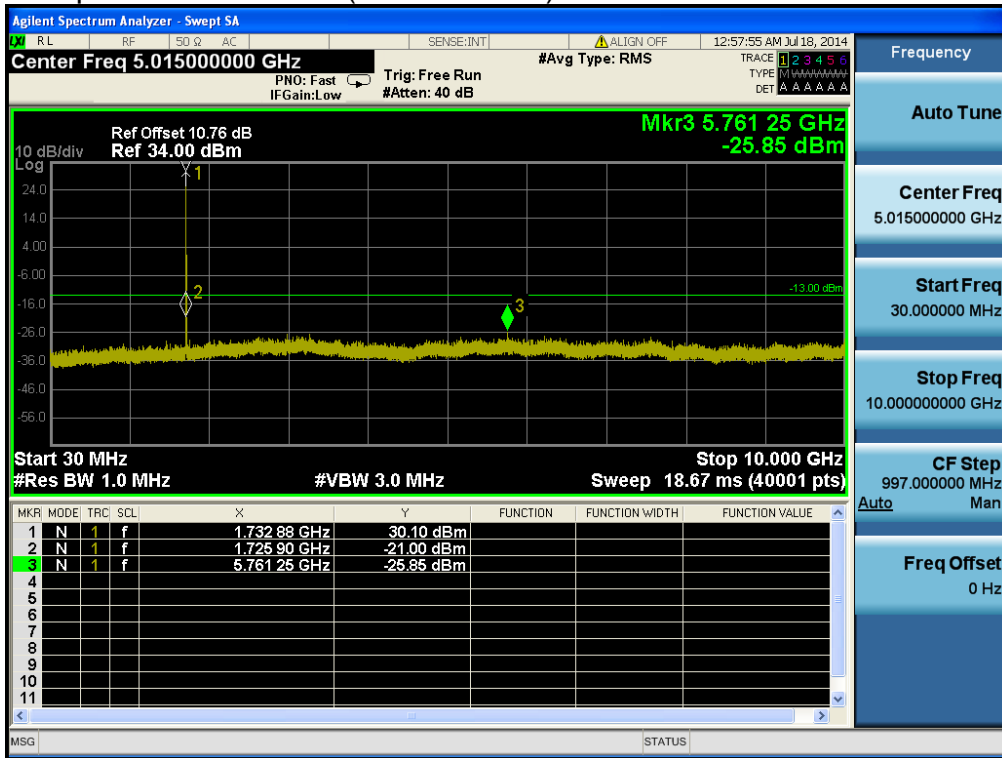 Agilent Spectrum Analyzer - Swept SA
LXI RL RF 50 Ω AC SENSE:INT ALIGN OFF 12:57:55 AM Jul 18, 2014
Center Freq 5.015000000 GHz #Avg Type: RMS TRACE 1 2 3 4 5 6
PNO: Fast Trig: Free Run TYPE M
IFGain:Low #Atten: 40 dB DET A A A A A A
Mkr3 5.761 25 GHz
-25.85 dBm
Ref Offset 10.76 dB
10 dB/div Ref 34.00 dBm
Log
1
24.0
14.0
4.00
-6.00
2
-13.00 dBm
-16.0
3
-26.0
-36.0
-46.0
-56.0
Start 30 MHz Stop 10.000 GHz
#Res BW 1.0 MHz #VBW 3.0 MHz Sweep 18.67 ms (40001 pts)
MKR MODE TRC SCL X Y FUNCTION FUNCTION WIDTH FUNCTION VALUE
1 N 1 f 1.732 88 GHz 30.10 dBm
2 N 1 f 1.725 90 GHz -21.00 dBm
3 N 1 f 5.761 25 GHz -25.85 dBm
4
5
6
7
8
9
10
11
MSG STATUS
Frequency
Auto Tune
Center Freq
5.015000000 GHz
Start Freq
30.000000 MHz
Stop Freq
10.000000000 GHz
CF Step
997.000000 MHz
Auto Man
Freq Offset
0 Hz